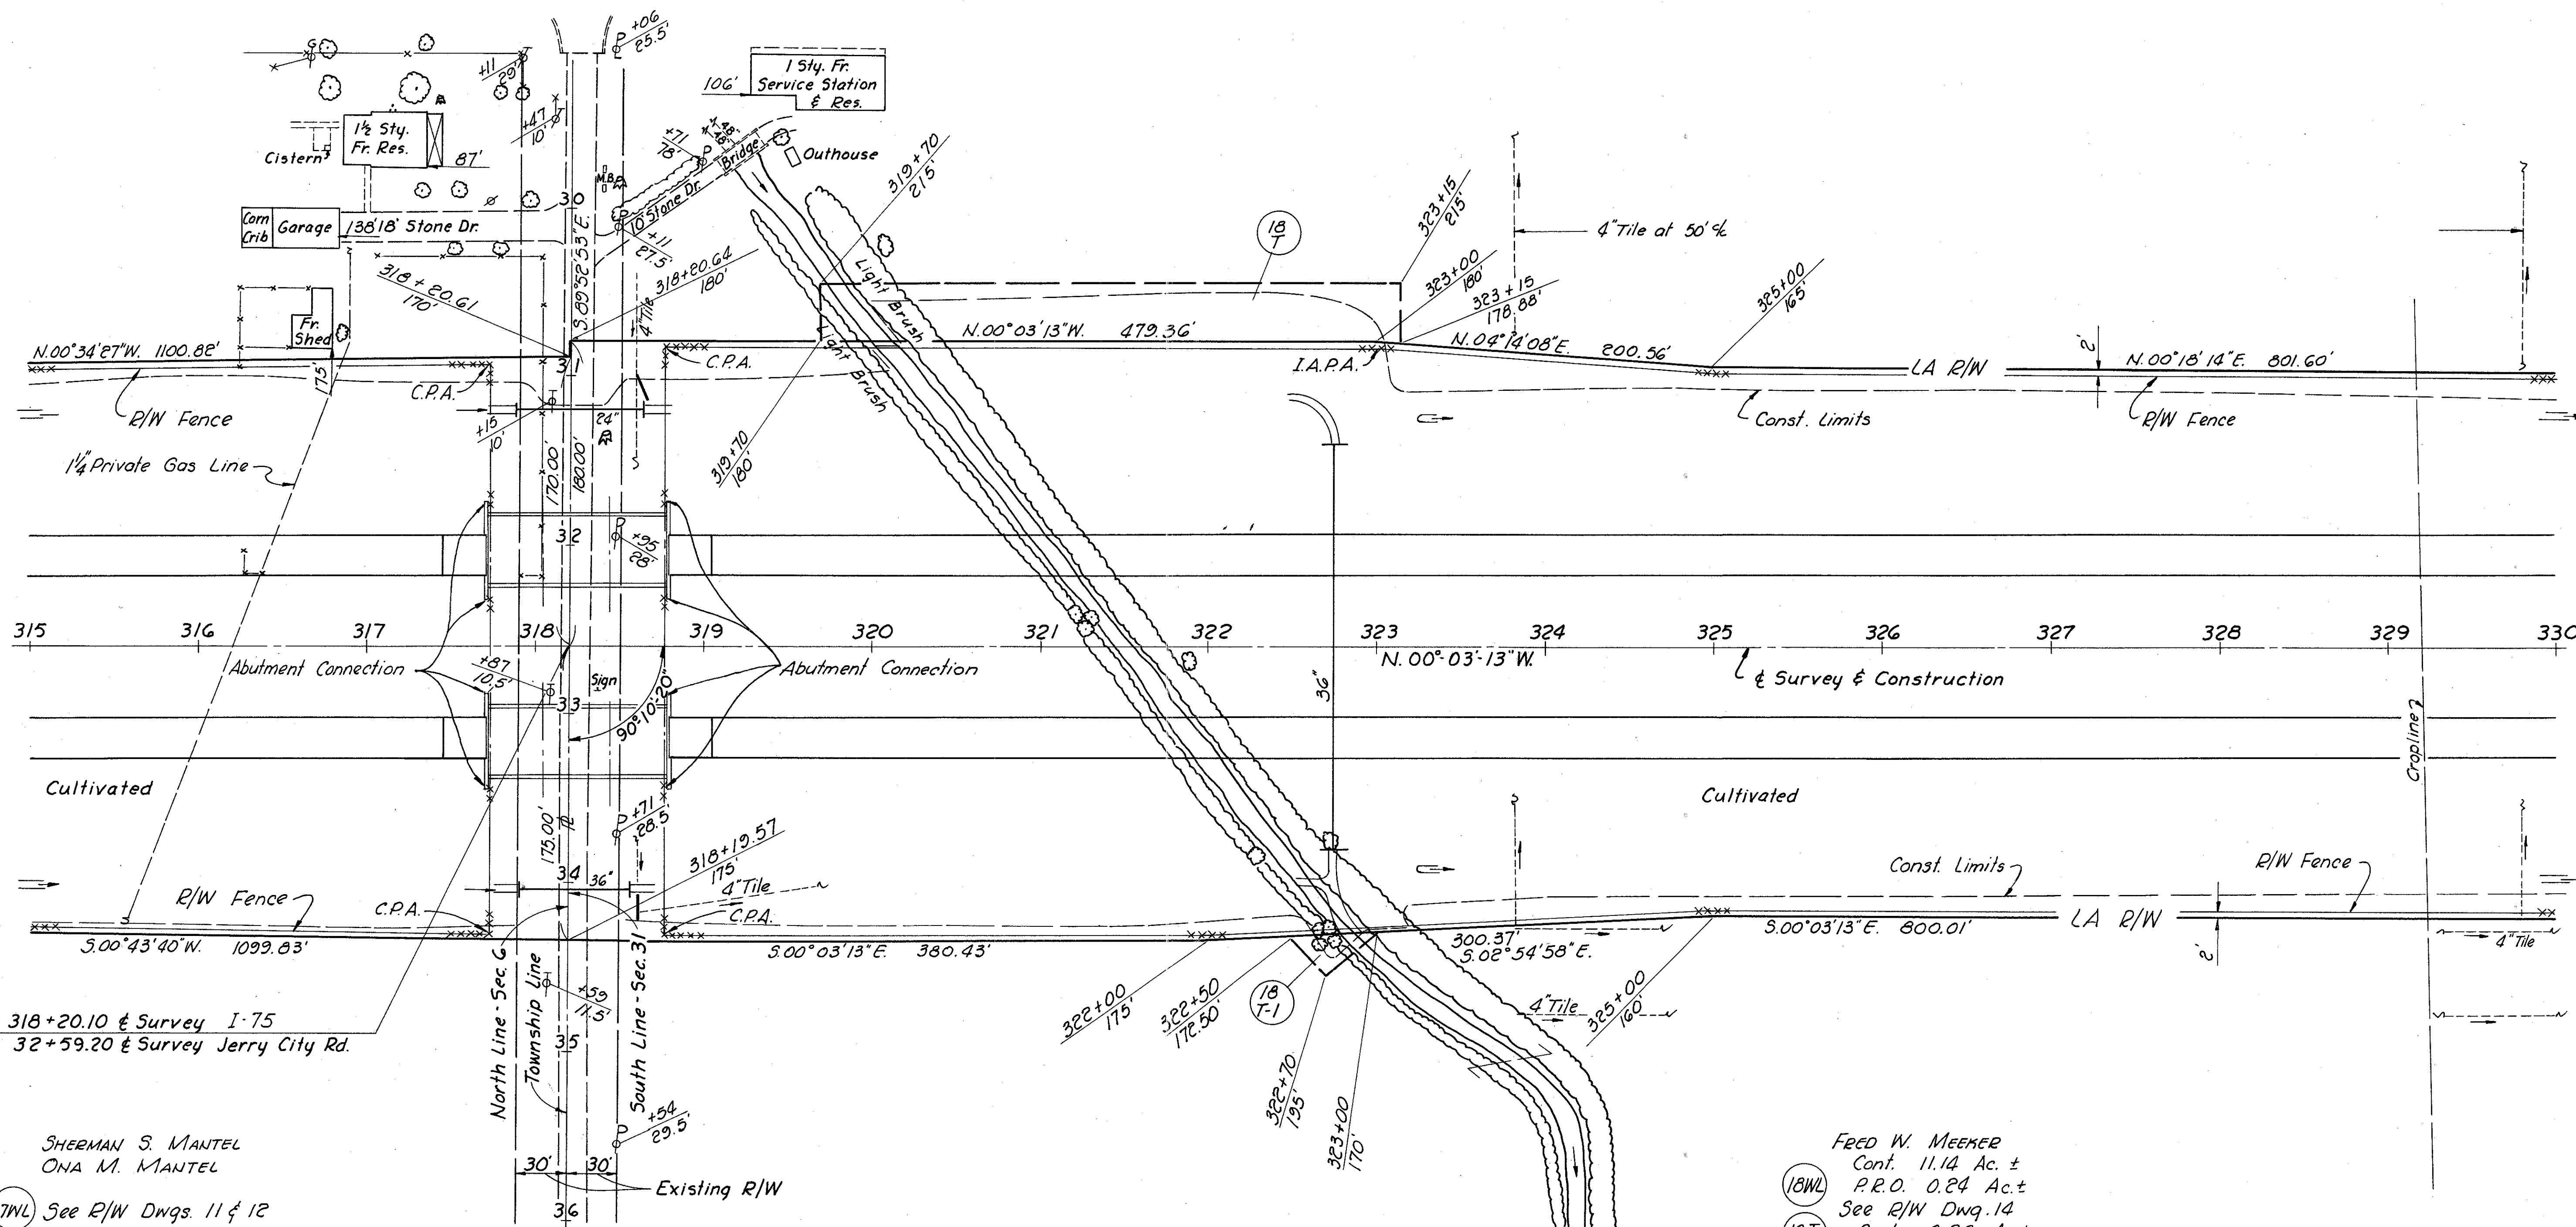 +06
25.5'
1 Sty. Fr.
Service Station
& Res.
106'
G
T
+11
29'
+47
10'
1½ Sty.
Fr. Res.
87'
Cistern
Corn
Crib
Garage
138'
18' Stone Dr.
M.B.
+71
78'
48'
48'
Bridge
Outhouse
10' Stone Dr.
+11
27.5'
30
S.89°52'53"E.
318+20.61
170'
318+20.64
180'
4"Tile
319+70
215'
18
T
323+15
215'
323+00
180'
323+15
178.88'
325+00
165'
4"Tile at 50' c/c
Fr.
Shed
175'
N.00°34'27"W. 1100.82'
31
C.P.A.
C.P.A.
Light Brush
Light Brush
N.00°03'13"W. 479.36'
I.A.P.A.
N.04°14'08"E. 200.56'
LA R/W
2'
N.00°18'14"E. 801.60'
R/W Fence
+15
10'
24"
319+70
180'
Const. Limits
R/W Fence
1¼" Private Gas Line
170.00'
180.00'
32
P
+95
28'
315 316 317 318 319 320 321 322 323 324 325 326 327 328 329 330
Abutment Connection
+87
10.5'
Sign
Abutment Connection
36"
N. 00°-03'-13"W.
℄ Survey & Construction
33
90°-10'-20"
Cropline
Cultivated
Cultivated
175.00'
P
+71
28.5'
318+19.57
175'
34
36"
4"Tile
R/W Fence
C.P.A.
C.P.A.
Const. Limits
R/W Fence
S.00°43'40"W. 1099.83'
S.00°03'13"E. 380.43'
300.37'
S.02°54'58"E.
S.00°03'13"E. 800.01'
LA R/W
2'
4"Tile
North Line - Sec. 6
Township Line
South Line - Sec. 31
+59
11.5'
322+00
175'
322+50
172.50'
18
T-1
322+70
195'
323+00
170'
4"Tile
325+00
160'
318+20.10 ℄ Survey I-75
32+59.20 ℄ Survey Jerry City Rd.
35
P
+54
29.5'
30' 30'
Existing R/W
36
SHERMAN S. MANTEL
ONA M. MANTEL
See R/W Dwgs. 11 & 12
FRED W. MEEKER
Cont. 11.14 Ac. ±
18WL P.R.O. 0.24 Ac.±
See R/W Dwg. 14